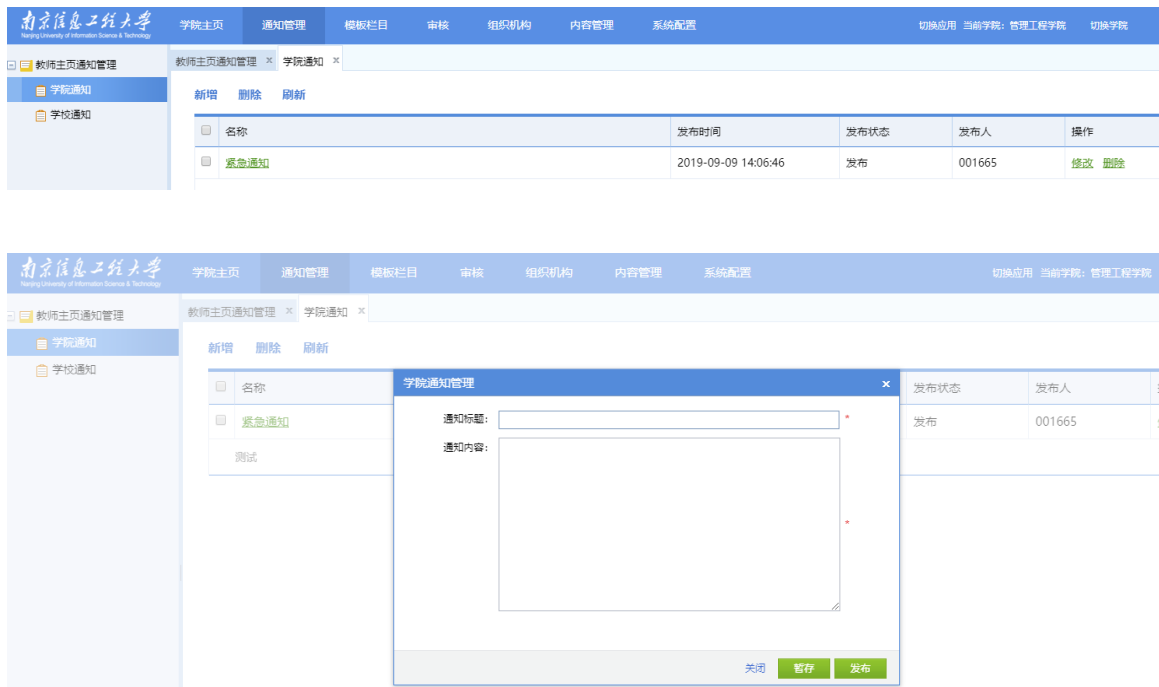 南京信息工程大学 学院主页 通知管理 模板栏目 审核 组织机构 内容管理 系统配置 切换应用 当前学院: 管理工程学院 切换学院
Nanjing University of Information Science & Technology
教师主页通知管理 教师主页通知管理 × 学院通知 ×
学院通知 新增 删除 刷新
学校通知
名称 发布时间 发布状态 发布人 操作
紧急通知 2019-09-09 14:06:46 发布 001665 修改 删除
南京信息工程大学 学院主页 通知管理 模板栏目 审核 组织机构 内容管理 系统配置 切换应用 当前学院: 管理工程学院
Nanjing University of Information Science & Technology
教师主页通知管理 教师主页通知管理 × 学院通知 ×
学院通知 新增 删除 刷新
学校通知
名称 学院通知管理 × 发布状态 发布人
紧急通知 通知标题: * 发布 001665
测试 通知内容:
*
关闭 暂存 发布